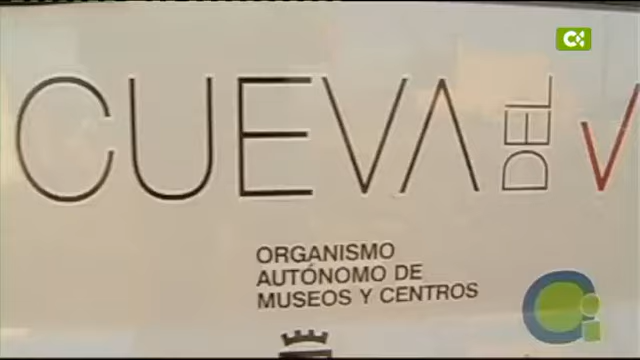 CUEVA DEL V
ORGANISMO
AUTÓNOMO DE
MUSEOS Y CENTROS